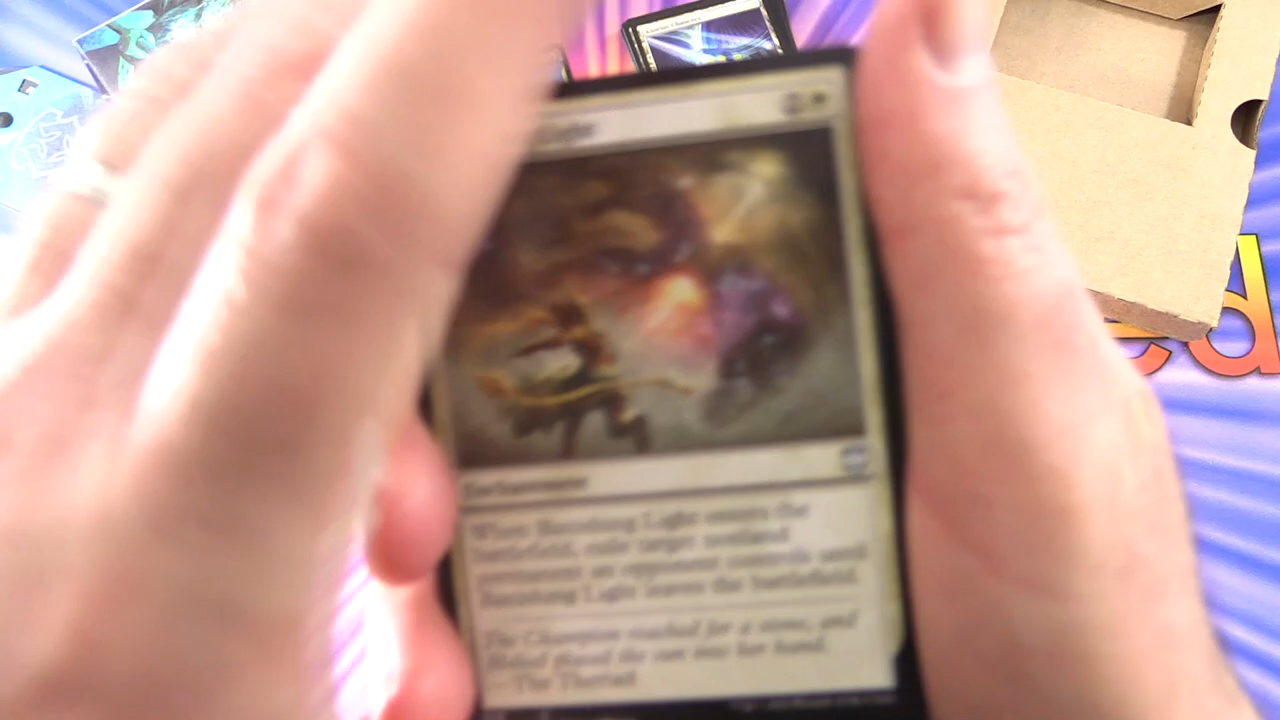 Light
Enchantment
When Banishing Light enters the
battlefield, exile target nonland
permanent an opponent controls until
Banishing Light leaves the battlefield.
The Champion reached for a stone, and
Heliod placed the sun into her hand.
—The Theriad
ed